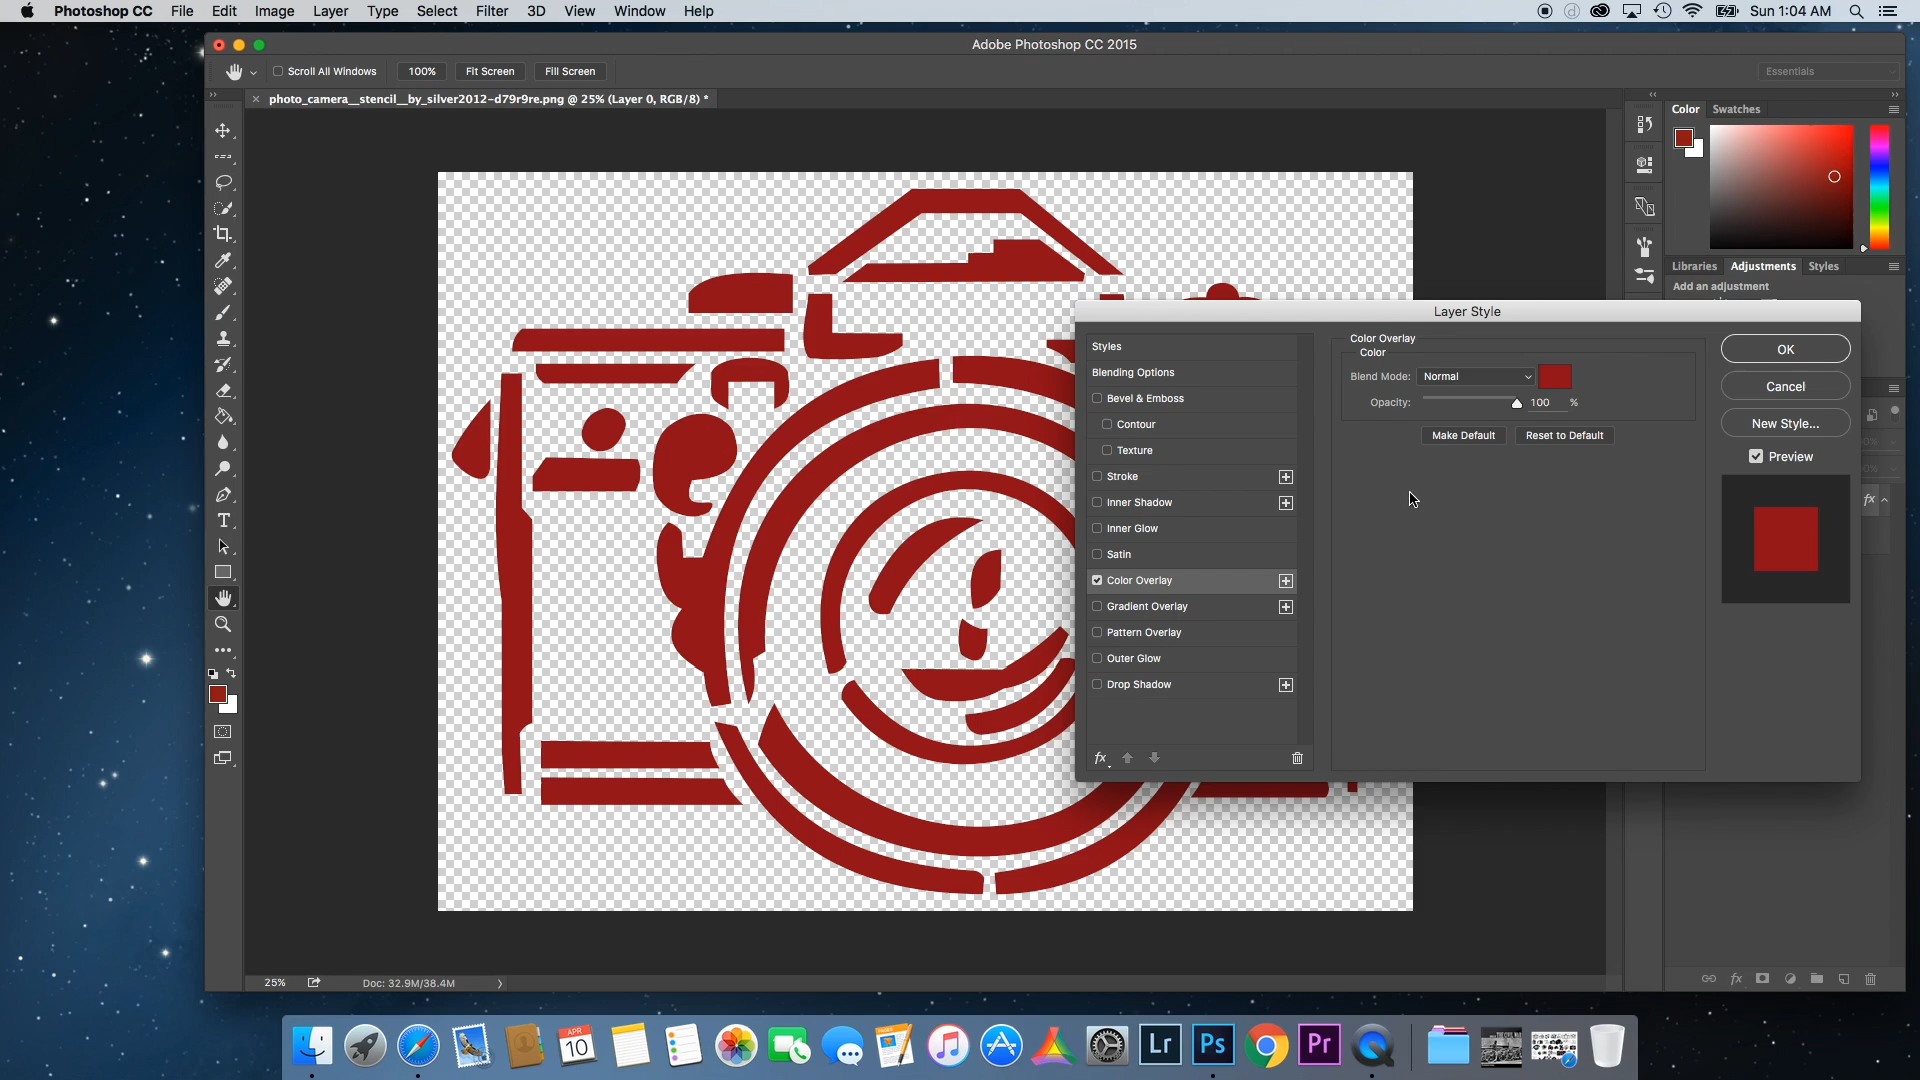 Photoshop CC File Edit Image Layer Type Select Filter 3D View Window Help Sun 1:04 AM
Adobe Photoshop CC 2015
Scroll All Windows 100% Fit Screen Fill Screen Essentials
photo_camera__stencil__by_silver2012-d79r9re.png @ 25% (Layer 0, RGB/8) *
Color Swatches
Libraries Adjustments Styles
Add an adjustment
Layer Style
Styles
Blending Options
Bevel & Emboss
Contour
Texture
Stroke
Inner Shadow
Inner Glow
Satin
Color Overlay
Gradient Overlay
Pattern Overlay
Outer Glow
Drop Shadow
fx
Color Overlay
Color
Blend Mode: Normal
Opacity: 100 %
Make Default Reset to Default
OK
Cancel
New Style...
Preview
fx
T
25% Doc: 32.9M/38.4M
fx
APR
10
Lr Ps Pr